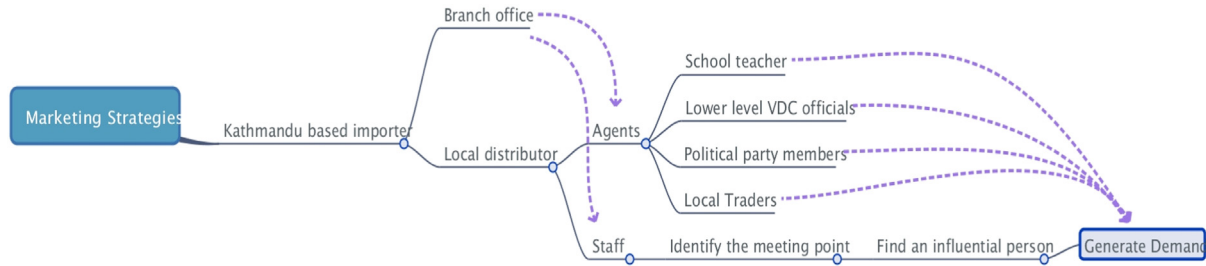 Marketing Strategies
Kathmandu based importer
Branch office
Local distributor
Agents
School teacher
Lower level VDC officials
Political party members
Local Traders
Staff
Identify the meeting point
Find an influential person
Generate Demand